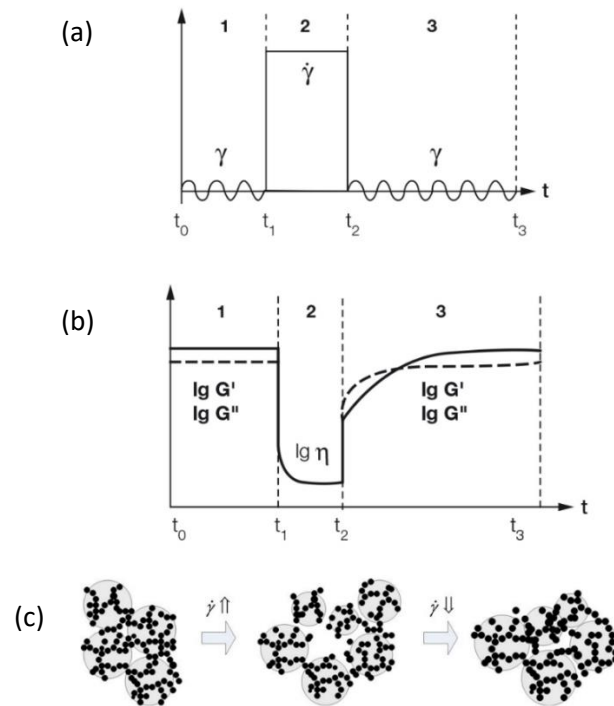 (a)
1 2 3
γ̇
γ γ
t
t₀ t₁ t₂ t₃
(b)
1 2 3
lg G' lg G'
lg G" lg η lg G"
t
t₀ t₁ t₂ t₃
(c)
γ̇ ⇑ γ̇ ⇓